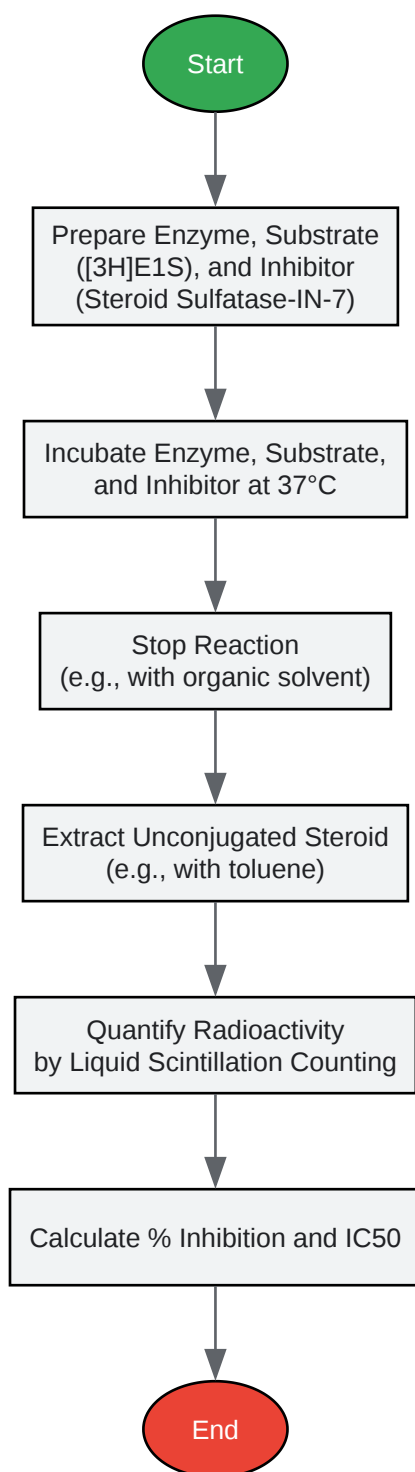 Start
Prepare Enzyme, Substrate
([3H]E1S), and Inhibitor
(Steroid Sulfatase-IN-7)
Incubate Enzyme, Substrate,
and Inhibitor at 37°C
Stop Reaction
(e.g., with organic solvent)
Extract Unconjugated Steroid
(e.g., with toluene)
Quantify Radioactivity
by Liquid Scintillation Counting
Calculate % Inhibition and IC50
End